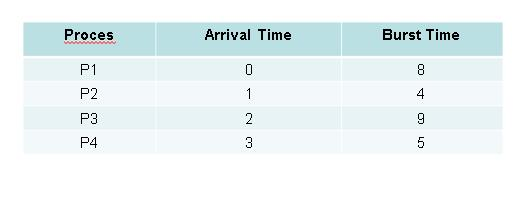 Proces Arrival Time Burst Time
P1 0 8
P2 1 4
P3 2 9
P4 3 5